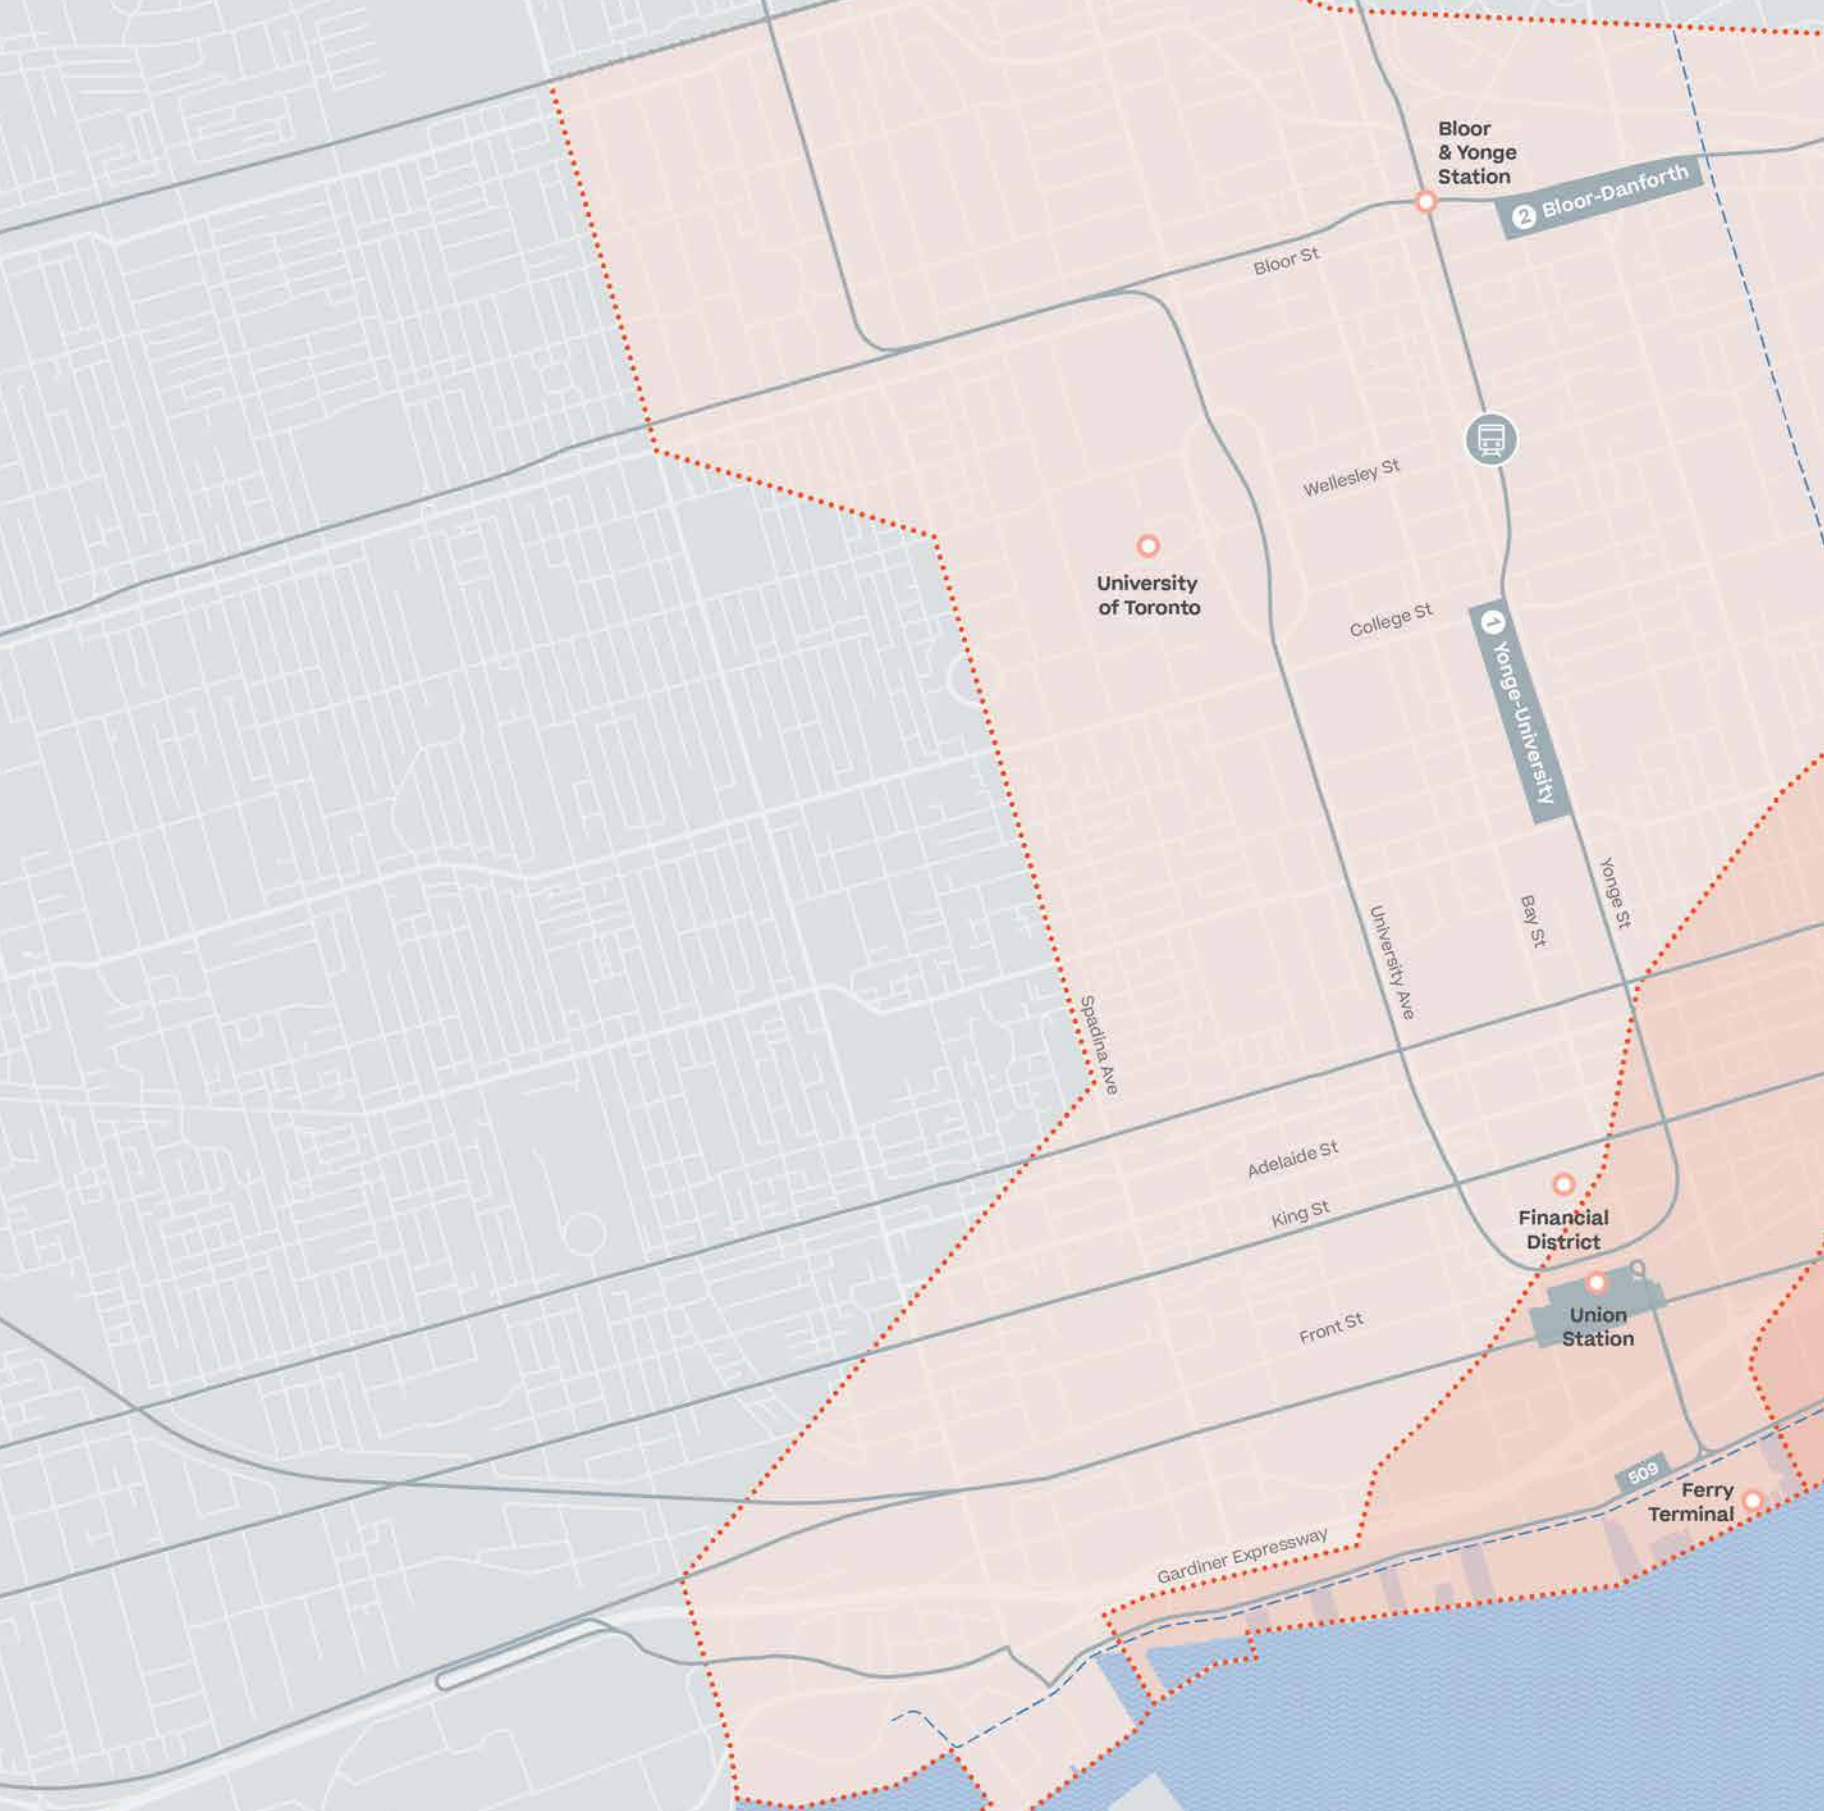 Bloor
& Yonge
Station
2 Bloor-Danforth
Bloor St
Wellesley St
University
of Toronto
College St
1 Yonge-University
Yonge St
Bay St
University Ave
Spadina Ave
Adelaide St
King St
Financial
District
Union
Station
Front St
509
Ferry
Terminal
Gardiner Expressway